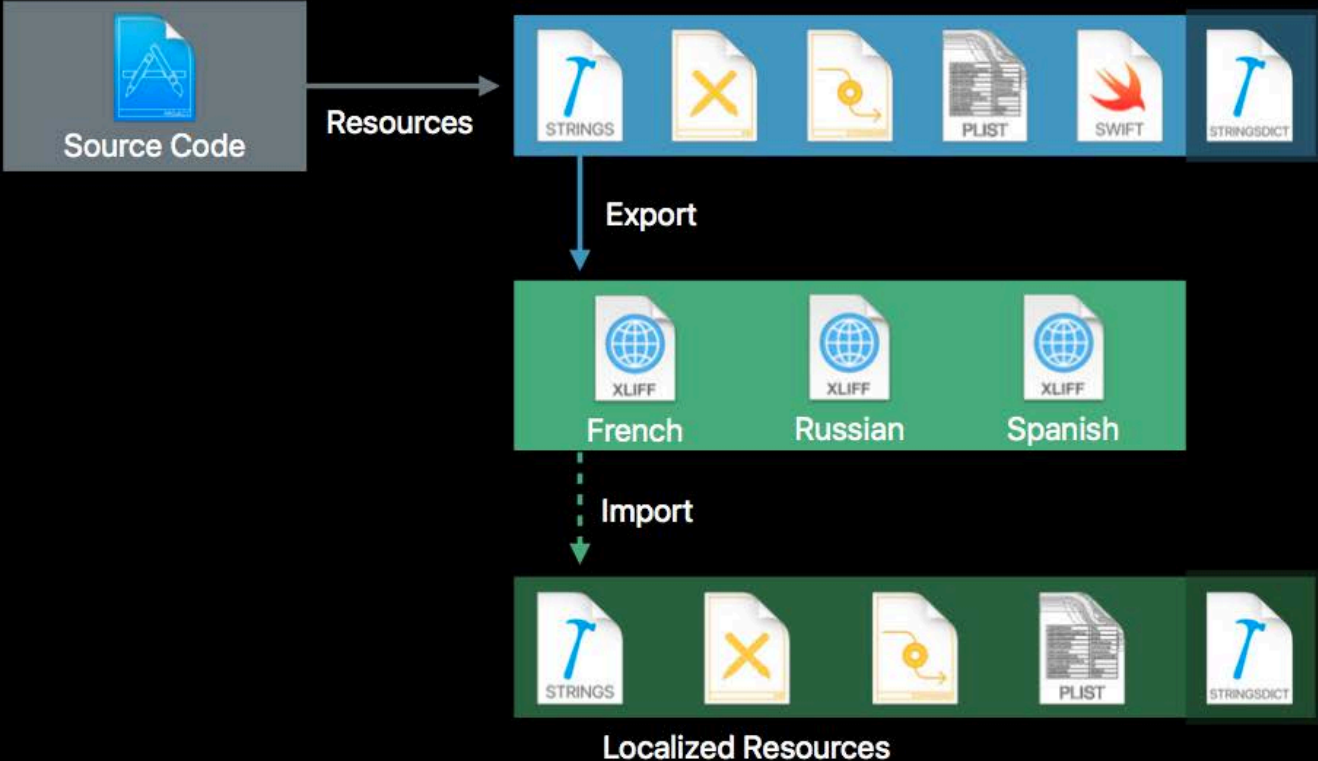 Source Code
PROJECT
Resources
STRINGS
PLIST
SWIFT
STRINGSDICT
Export
XLIFF
XLIFF
XLIFF
French
Russian
Spanish
Import
STRINGS
PLIST
STRINGSDICT
Localized Resources